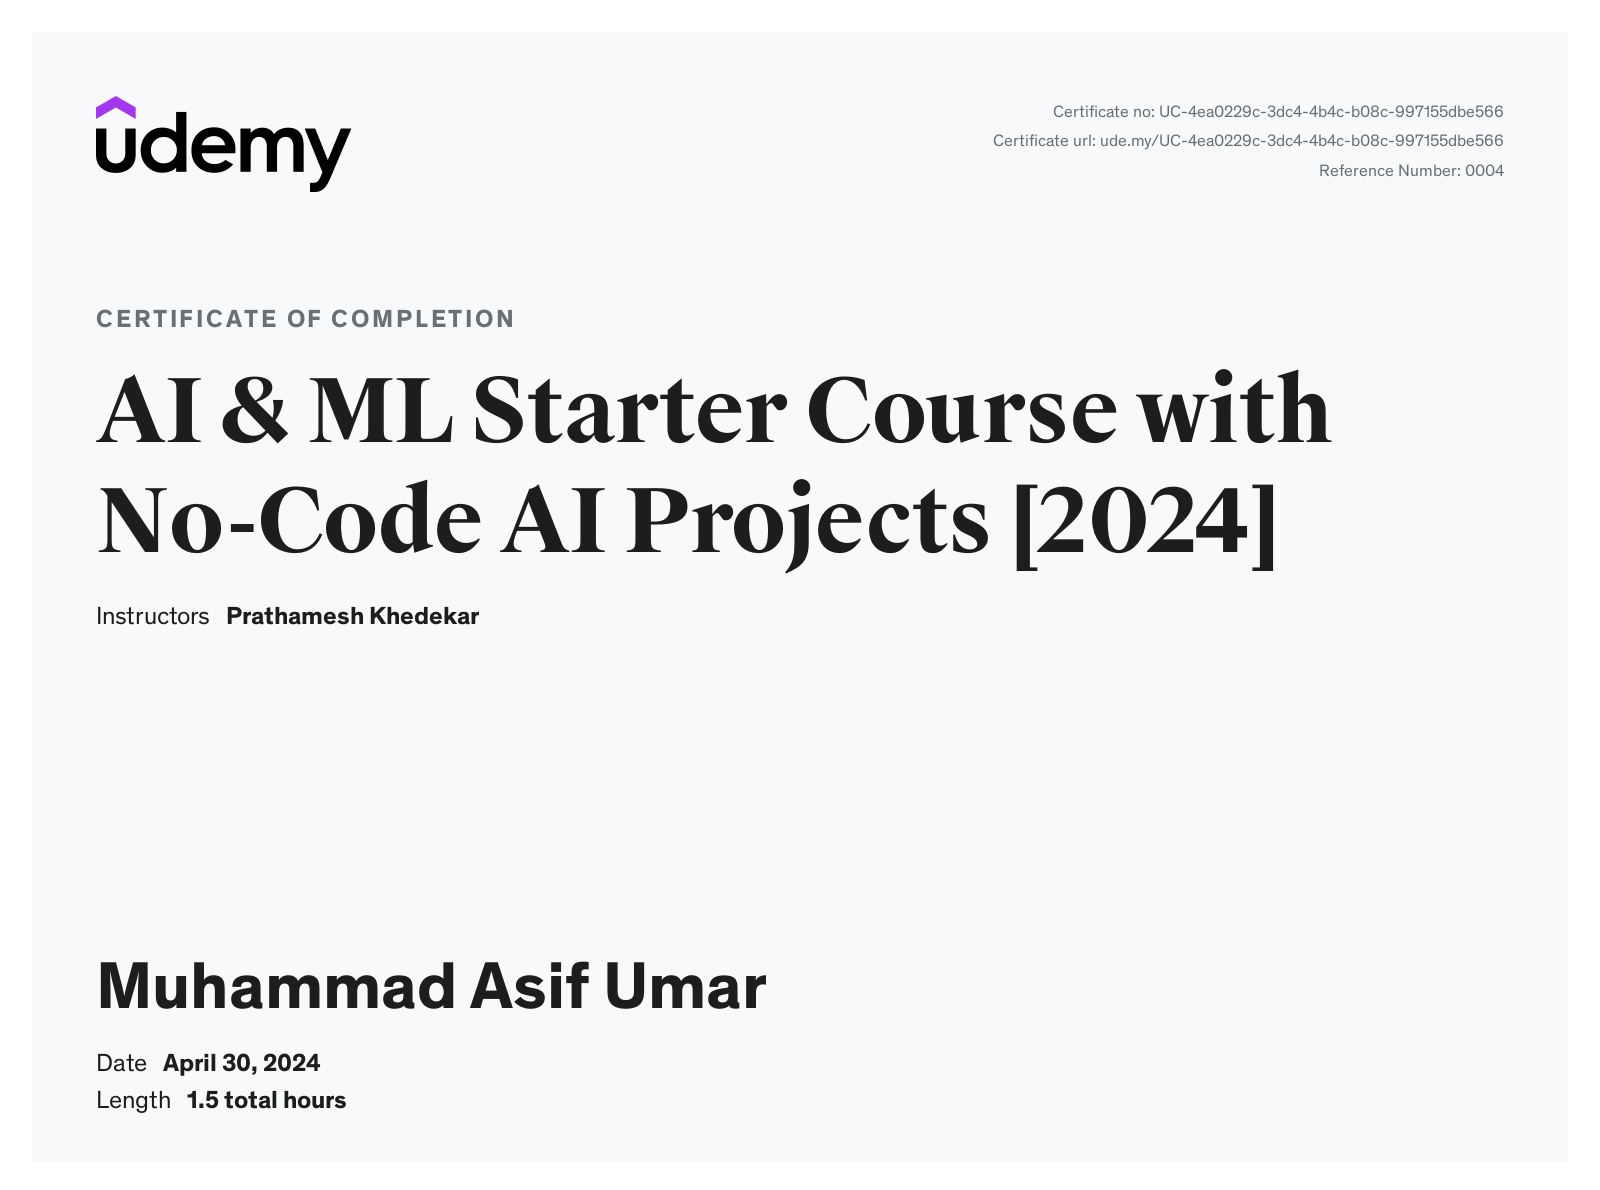 udemy
Certificate no: UC-4ea0229c-3dc4-4b4c-b08c-997155dbe566
Certificate url: ude.my/UC-4ea0229c-3dc4-4b4c-b08c-997155dbe566
Reference Number: 0004
CERTIFICATE OF COMPLETION
AI & ML Starter Course with
No-Code AI Projects [2024]
Instructors Prathamesh Khedekar
Muhammad Asif Umar
Date April 30, 2024
Length 1.5 total hours